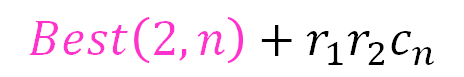 Best(2, n) + r₁r₂cₙ